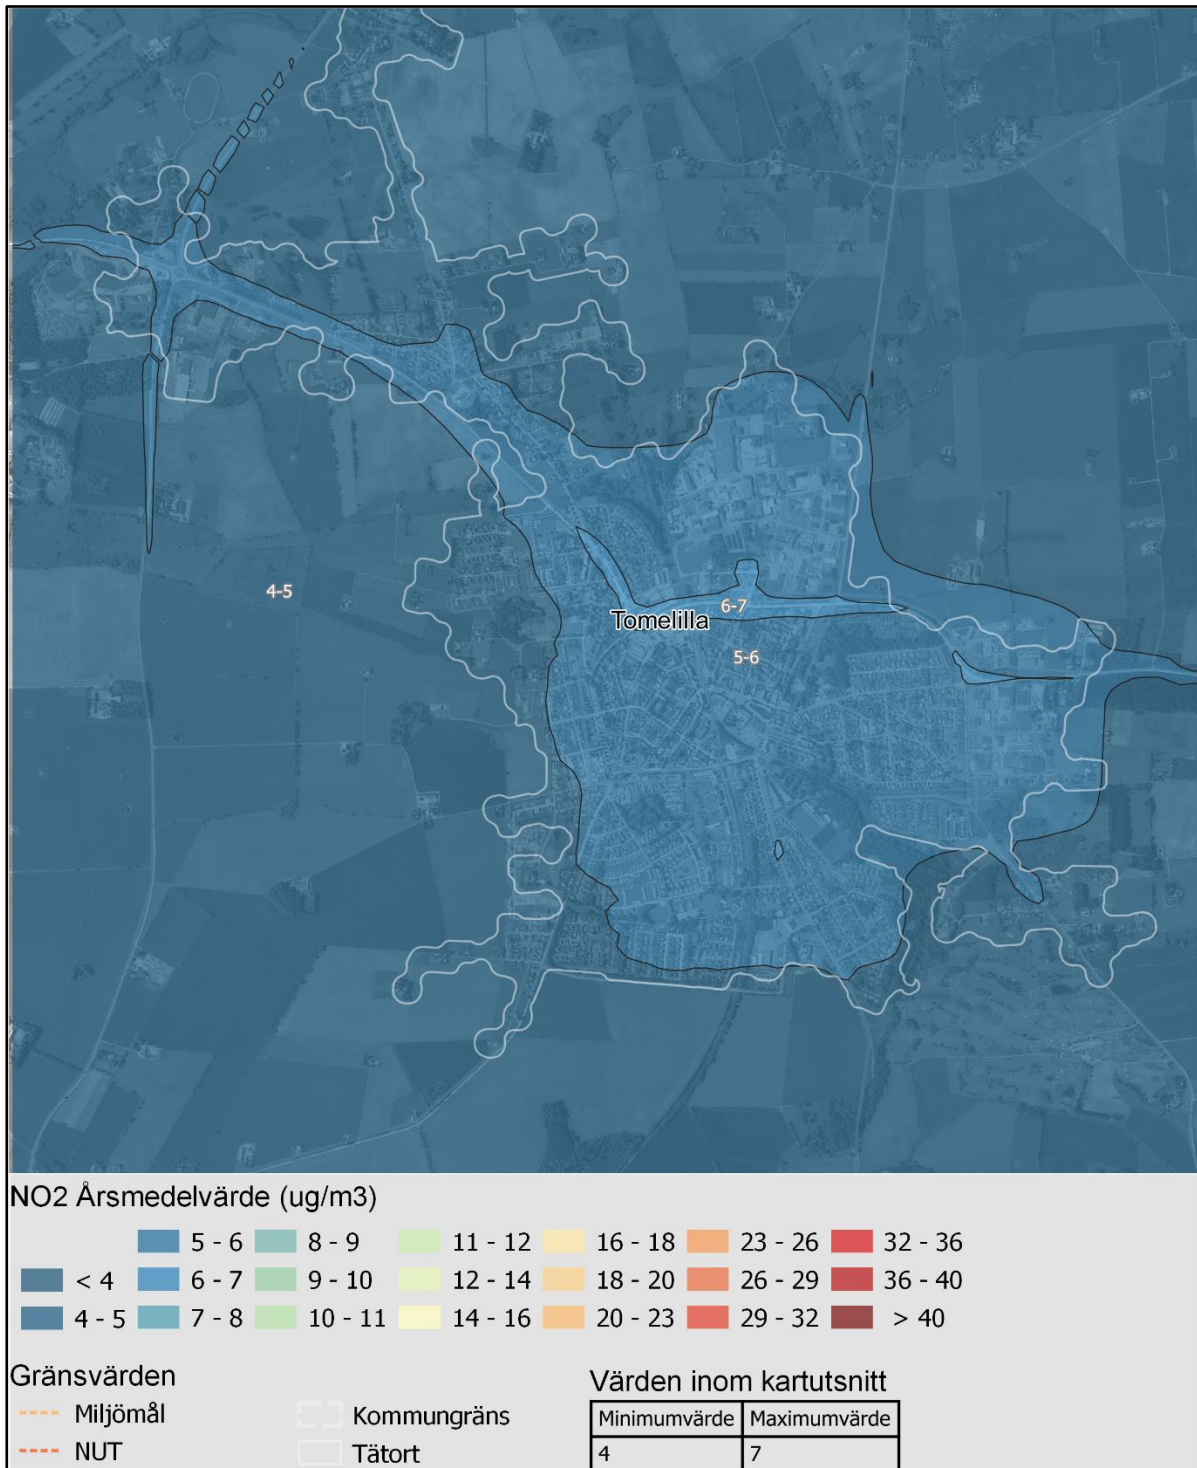 4-5
6-7
Tomelilla
5-6
NO2 Årsmedelvärde (ug/m3)
5 - 6 8 - 9 11 - 12 16 - 18 23 - 26 32 - 36
< 4 6 - 7 9 - 10 12 - 14 18 - 20 26 - 29 36 - 40
4 - 5 7 - 8 10 - 11 14 - 16 20 - 23 29 - 32 > 40
Gränsvärden
Miljömål
NUT
Kommungräns
Tätort
Värden inom kartutsnitt
Minimumvärde Maximumvärde
4 7